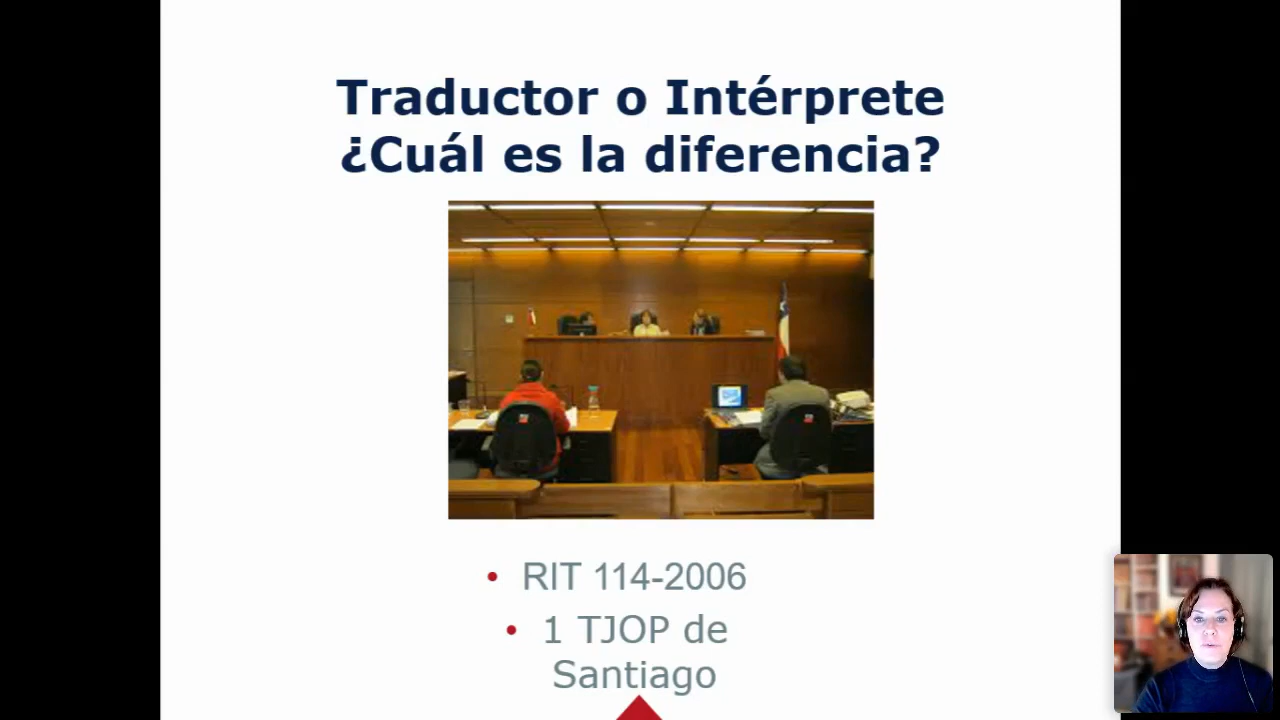 Traductor o Intérprete
¿Cuál es la diferencia?
• RIT 114-2006
• 1 TJOP de
Santiago